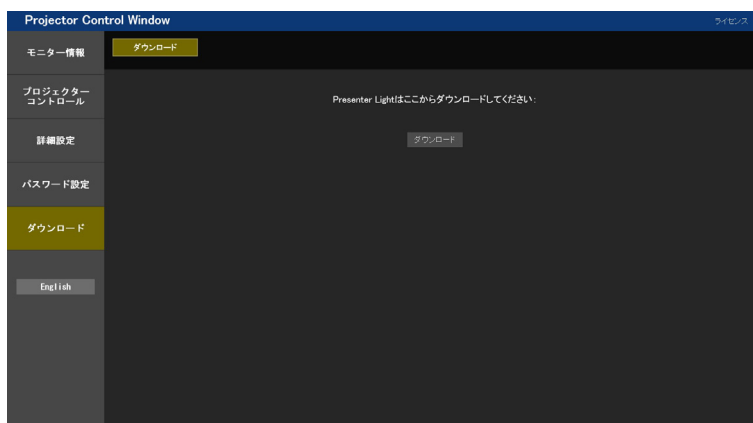 Projector Control Window
ライセンス
モニター情報
ダウンロード
プロジェクター
コントロール
Presenter Lightはここからダウンロードしてください:
ダウンロード
詳細設定
パスワード設定
ダウンロード
English